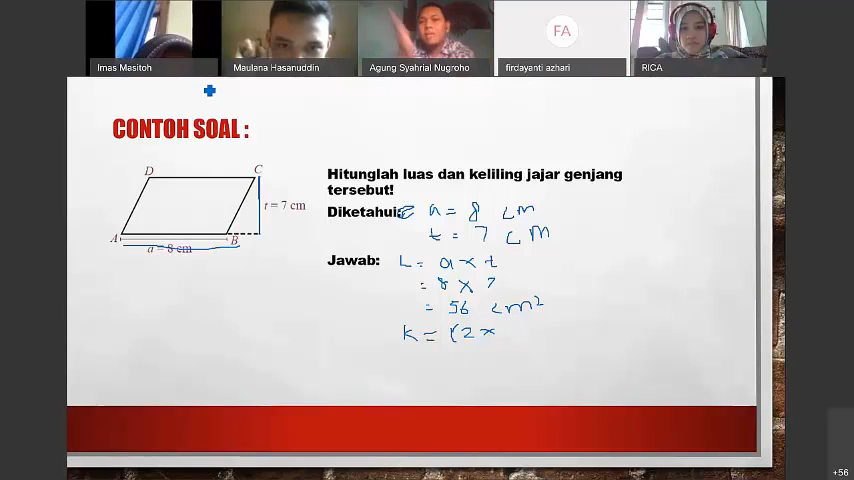 Imas Masitoh
Maulana Hasanuddin
Agung Syahrial Nugroho
FA
firdayanti azhari
RICA
CONTOH SOAL :
D
C
t = 7 cm
A
B
a = 8 cm
Hitunglah luas dan keliling jajar genjang
tersebut!
Diketahui: a = 8 cm
t = 7 cm
Jawab: L = a x t
= 8 x 7
= 56 cm²
K = (2 x
+56